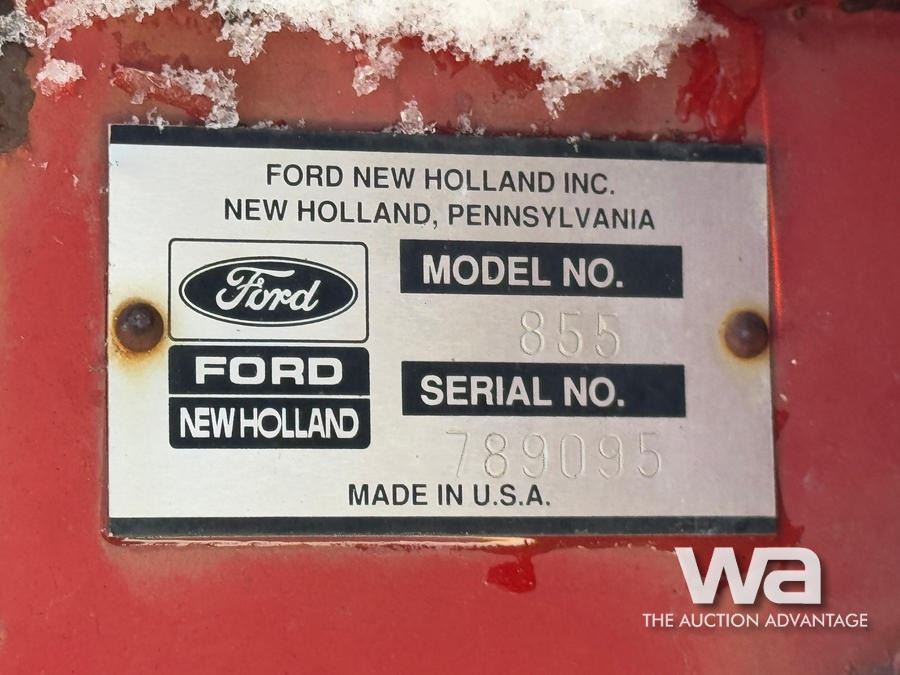 FORD NEW HOLLAND INC.
NEW HOLLAND, PENNSYLVANIA
Ford
FORD
NEW HOLLAND
MODEL NO.
855
SERIAL NO.
789095
MADE IN U.S.A.
wa
THE AUCTION ADVANTAGE